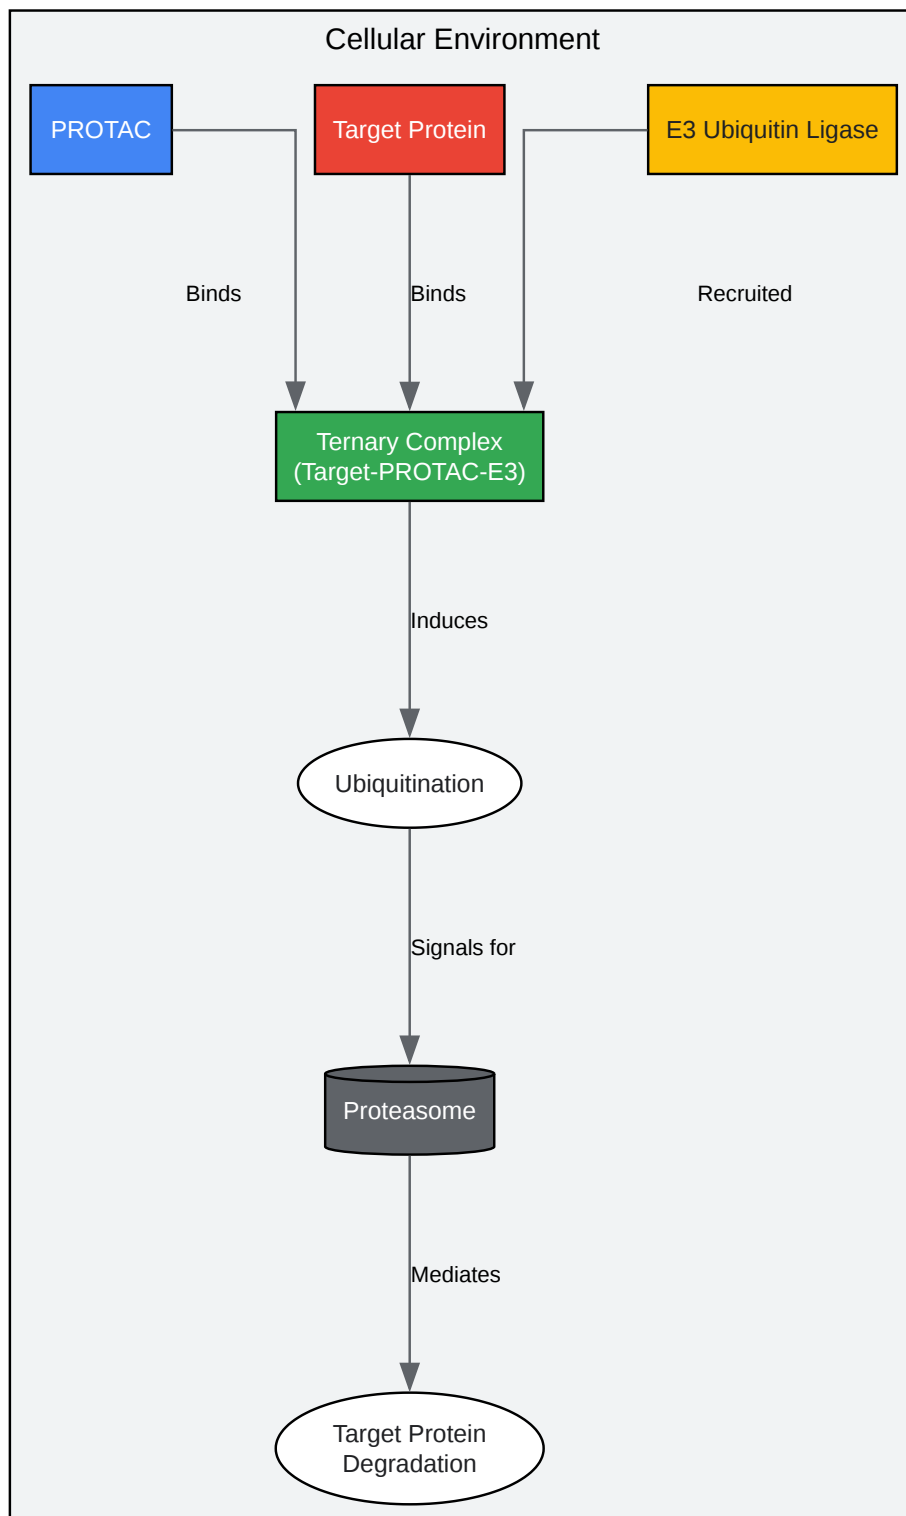 Cellular Environment
PROTAC
Target Protein
E3 Ubiquitin Ligase
Binds
Binds
Recruited
Ternary Complex
(Target-PROTAC-E3)
Induces
Ubiquitination
Signals for
Proteasome
Mediates
Target Protein
Degradation